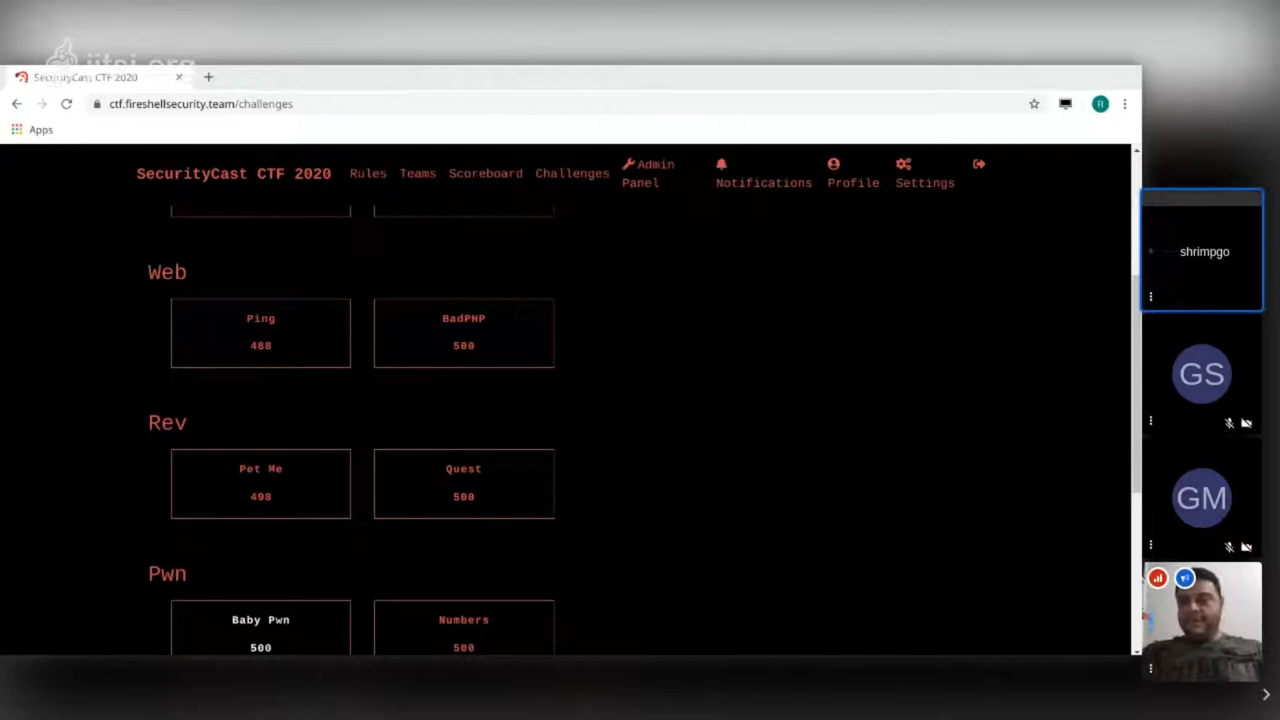 jitsi.org
SecurityCast CTF 2020
ctf.fireshellsecurity.team/challenges
R
Apps
SecurityCast CTF 2020 Rules Teams Scoreboard Challenges Admin Panel Notifications Profile Settings
Web
Ping BadPHP
488 500
Rev
Pet Me Quest
498 500
Pwn
Baby Pwn Numbers
500 500
shrimpgo
GS
GM